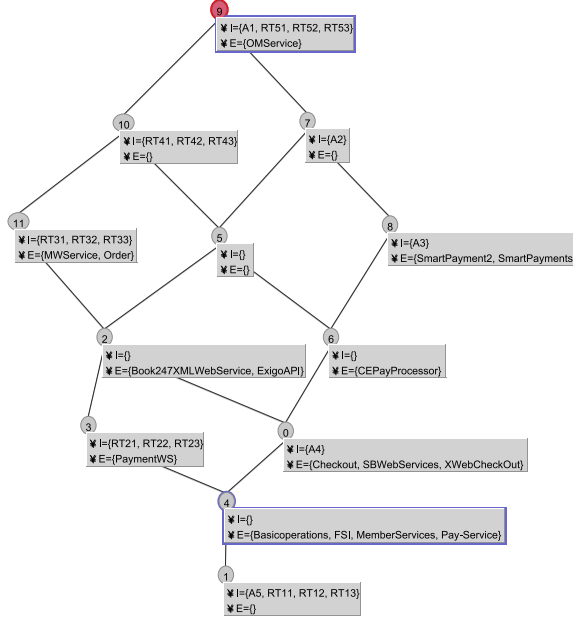 9
¥ I={A1, RT51, RT52, RT53}
¥ E={OMService}
10
¥ I={RT41, RT42, RT43}
¥ E={}
7
¥ I={A2}
¥ E={}
11
¥ I={RT31, RT32, RT33}
¥ E={MWService, Order}
5
¥ I={}
¥ E={}
8
¥ I={A3}
¥ E={SmartPayment2, SmartPayments
2
¥ I={}
¥ E={Book247XMLWebService, ExigoAPI}
6
¥ I={}
¥ E={CEPayProcessor}
3
¥ I={RT21, RT22, RT23}
¥ E={PaymentWS}
0
¥ I={A4}
¥ E={Checkout, SBWebServices, XWebCheckOut}
4
¥ I={}
¥ E={Basicoperations, FSI, MemberServices, Pay-Service}
1
¥ I={A5, RT11, RT12, RT13}
¥ E={}